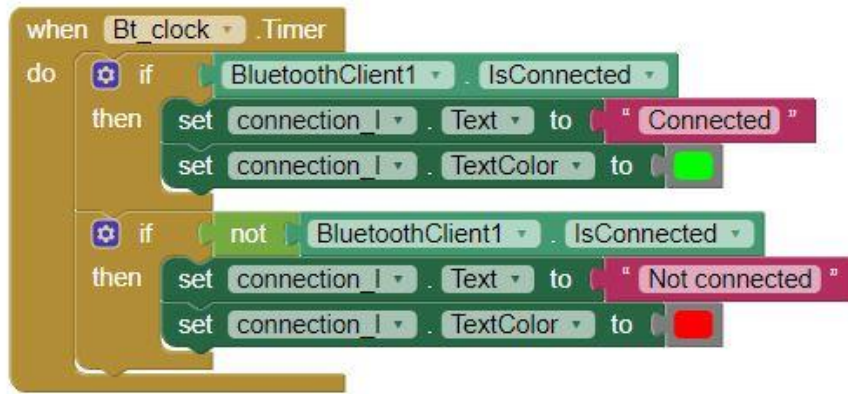 when Bt_clock .Timer
do if BluetoothClient1 . IsConnected
then set connection_l . Text to " Connected "
set connection_l . TextColor to
if not BluetoothClient1 . IsConnected
then set connection_l . Text to " Not connected "
set connection_l . TextColor to